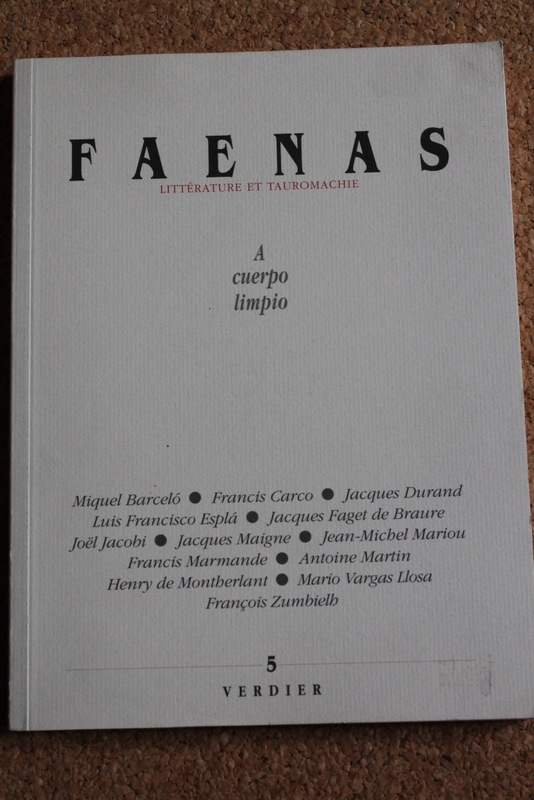 FAENAS
LITTÉRATURE ET TAUROMACHIE
A
cuerpo
limpio
Miquel Barceló ● Francis Carco ● Jacques Durand
Luis Francisco Esplá ● Jacques Faget de Braure
Joël Jacobi ● Jacques Maigne ● Jean-Michel Mariou
Francis Marmande ● Antoine Martin
Henry de Montherlant ● Mario Vargas Llosa
François Zumbielh
5
VERDIER